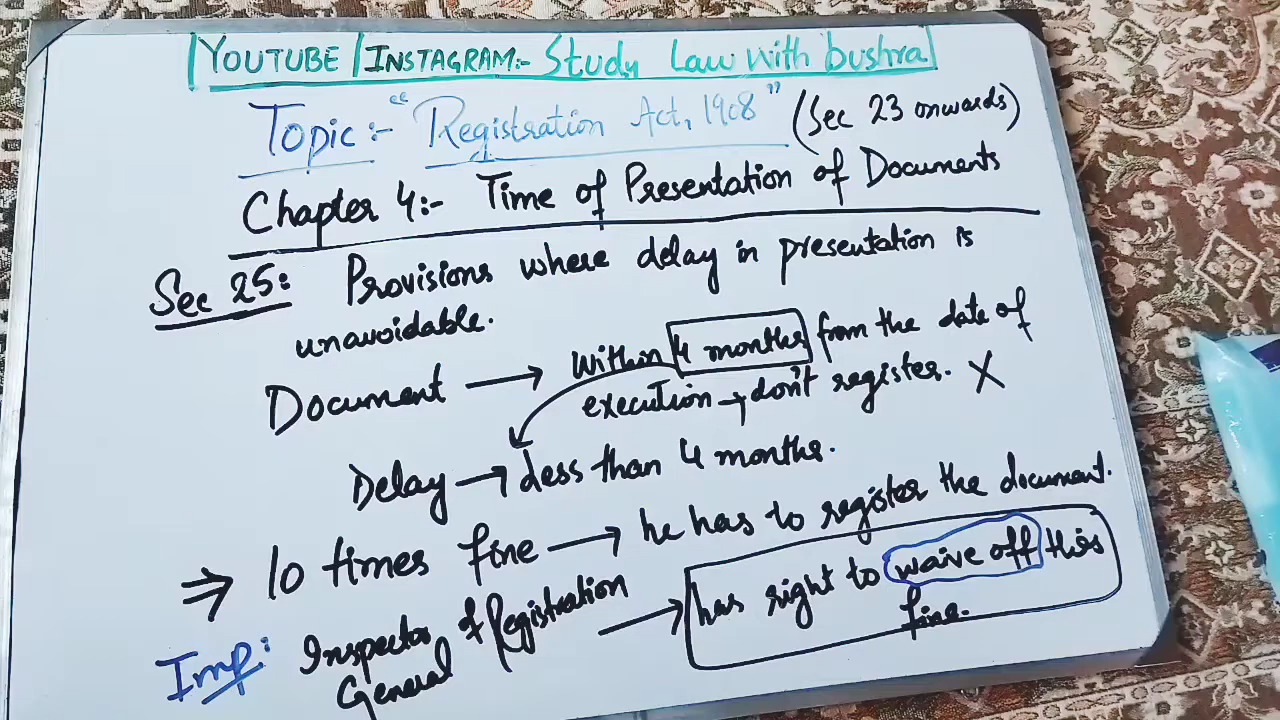 YOUTUBE | INSTAGRAM:- Study Law with bushra
Topic:- "Registration Act, 1908" (Sec 23 onwards)
Chapter 4:- Time of Presentation of Documents
Sec 25: Provisions where delay in presentation is
unavoidable.
Document → Within 4 months from the date of
execution → don't register. X
Delay → Less than 4 months.
⇒ 10 times fine → he has to register the document.
Imp: Inspector General of Registration → has right to waive off this
fine.